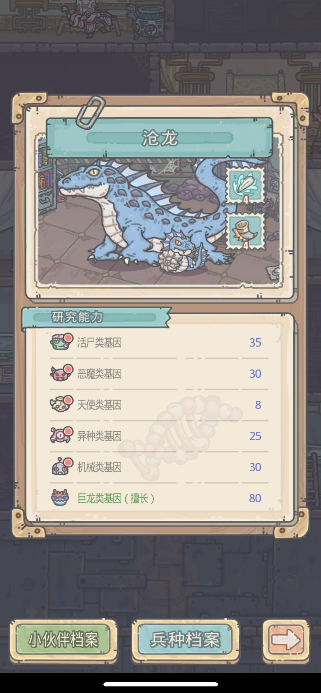 沧龙
研究能力
活尸类基因 35
恶魔类基因 30
天使类基因 8
异种类基因 25
机械类基因 30
巨龙类基因（擅长） 80
小伙伴档案 兵种档案